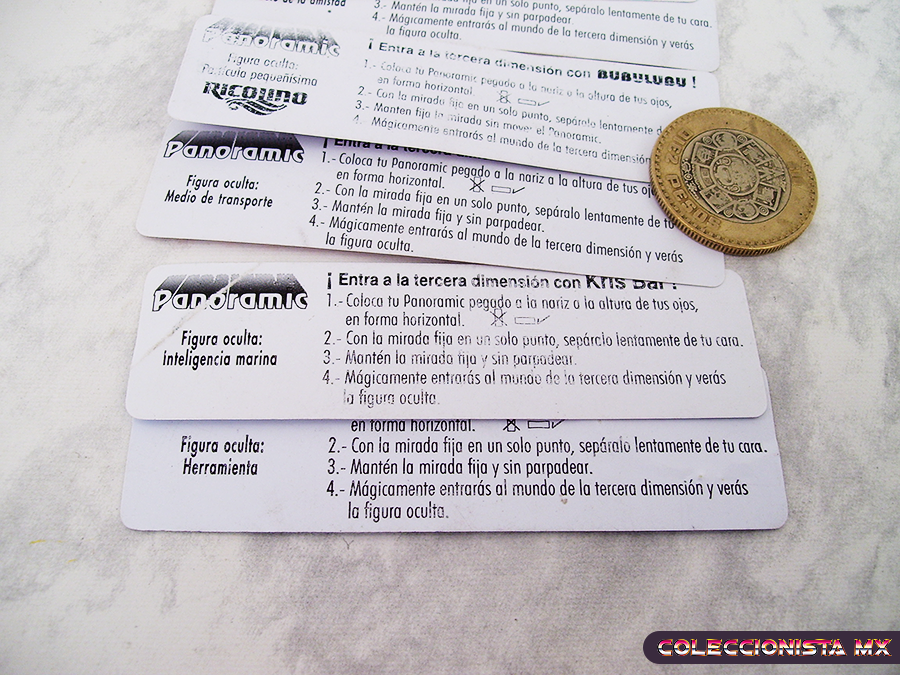 de la amistad
3.- Mantén la mirada fija y sin parpadear.
4.- Mágicamente entrarás al mundo de la tercera dimensión y verás
la figura oculta.
Panoramic
Figura oculta:
Partícula pequeñísima
RICOLINO
¡ Entra a la tercera dimensión con BUBULUBU !
1.- Coloca tu Panoramic pegado a la nariz a la altura de tus ojos,
en forma horizontal.
2.- Con la mirada fija en un solo punto, sepáralo lentamente d
3.- Manten fija la mirada sin mover el Panoramic.
4.- Mágicamente entrarás al mundo de la tercera dimensión
Panoramic
Figura oculta:
Medio de transporte
¡ Entra a la tercera
1.- Coloca tu Panoramic pegado a la nariz a la altura de tus oj
en forma horizontal.
2.- Con la mirada fija en un solo punto, sepáralo lentamente de tu
3.- Mantén la mirada fija y sin parpadear.
4.- Mágicamente entrarás al mundo de la tercera dimensión y verás
la figura oculta.
Panoramic
Figura oculta:
Inteligencia marina
¡ Entra a la tercera dimensión con Kris Bar !
1.- Coloca tu Panoramic pegado a la nariz a la altura de tus ojos,
en forma horizontal.
2.- Con la mirada fija en un solo punto, sepárclo lentamente de tu cara.
3.- Mantén la mirada fija y sin parpadear.
4.- Mágicamente entrarás al mundo de la tercera dimensión y verás
la figura oculta.
Figura oculta:
Herramienta
en forma horizontal.
2.- Con la mirada fija en un solo punto, sepáralo lentamente de tu cara.
3.- Mantén la mirada fija y sin parpadear.
4.- Mágicamente entrarás al mundo de la tercera dimensión y verás
la figura oculta.
COLECCIONISTA MX